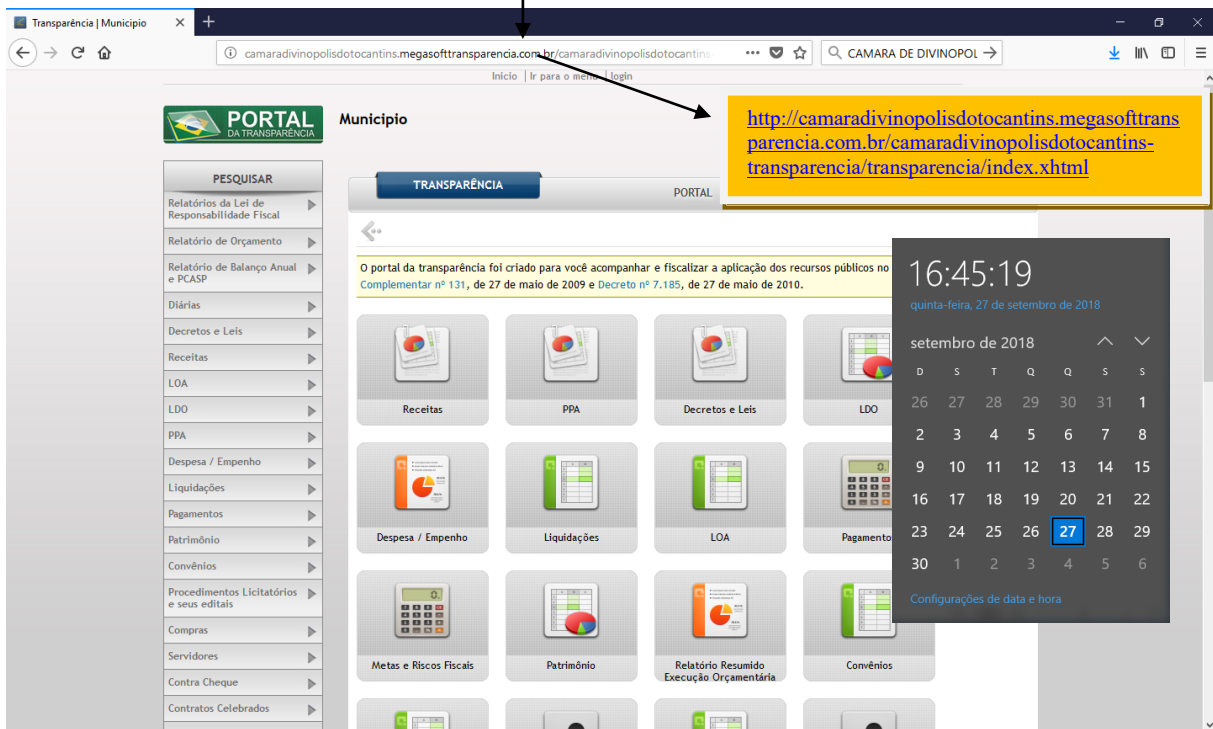 Transparência | Municipio
camaradivinopolisdotocantins.megasofttransparencia.com.br/camaradivinopolisdotocantins
CAMARA DE DIVINOPOL
Inicio | Ir para o menu | login
PORTAL
DA TRANSPARÊNCIA
Municipio
http://camaradivinopolisdotocantins.megasofttrans
parencia.com.br/camaradivinopolisdotocantins-
transparencia/transparencia/index.xhtml
PESQUISAR
Relatórios da Lei de
Responsabilidade Fiscal
Relatório de Orçamento
Relatório de Balanço Anual
e PCASP
Diárias
Decretos e Leis
Receitas
LOA
LDO
PPA
Despesa / Empenho
Liquidações
Pagamentos
Patrimônio
Convênios
Procedimentos Licitatórios
e seus editais
Compras
Servidores
Contra Cheque
Contratos Celebrados
TRANSPARÊNCIA
PORTAL
O portal da transparência foi criado para você acompanhar e fiscalizar a aplicação dos recursos públicos no
Complementar nº 131, de 27 de maio de 2009 e Decreto nº 7.185, de 27 de maio de 2010.
Receitas
PPA
Decretos e Leis
LDO
Despesa / Empenho
Liquidações
LOA
Pagamento
Metas e Riscos Fiscais
Patrimônio
Relatório Resumido
Execução Orçamentária
Convênios
16:45:19
quinta-feira, 27 de setembro de 2018
setembro de 2018
D S T Q Q S S
26 27 28 29 30 31 1
2 3 4 5 6 7 8
9 10 11 12 13 14 15
16 17 18 19 20 21 22
23 24 25 26 27 28 29
30 1 2 3 4 5 6
Configurações de data e hora